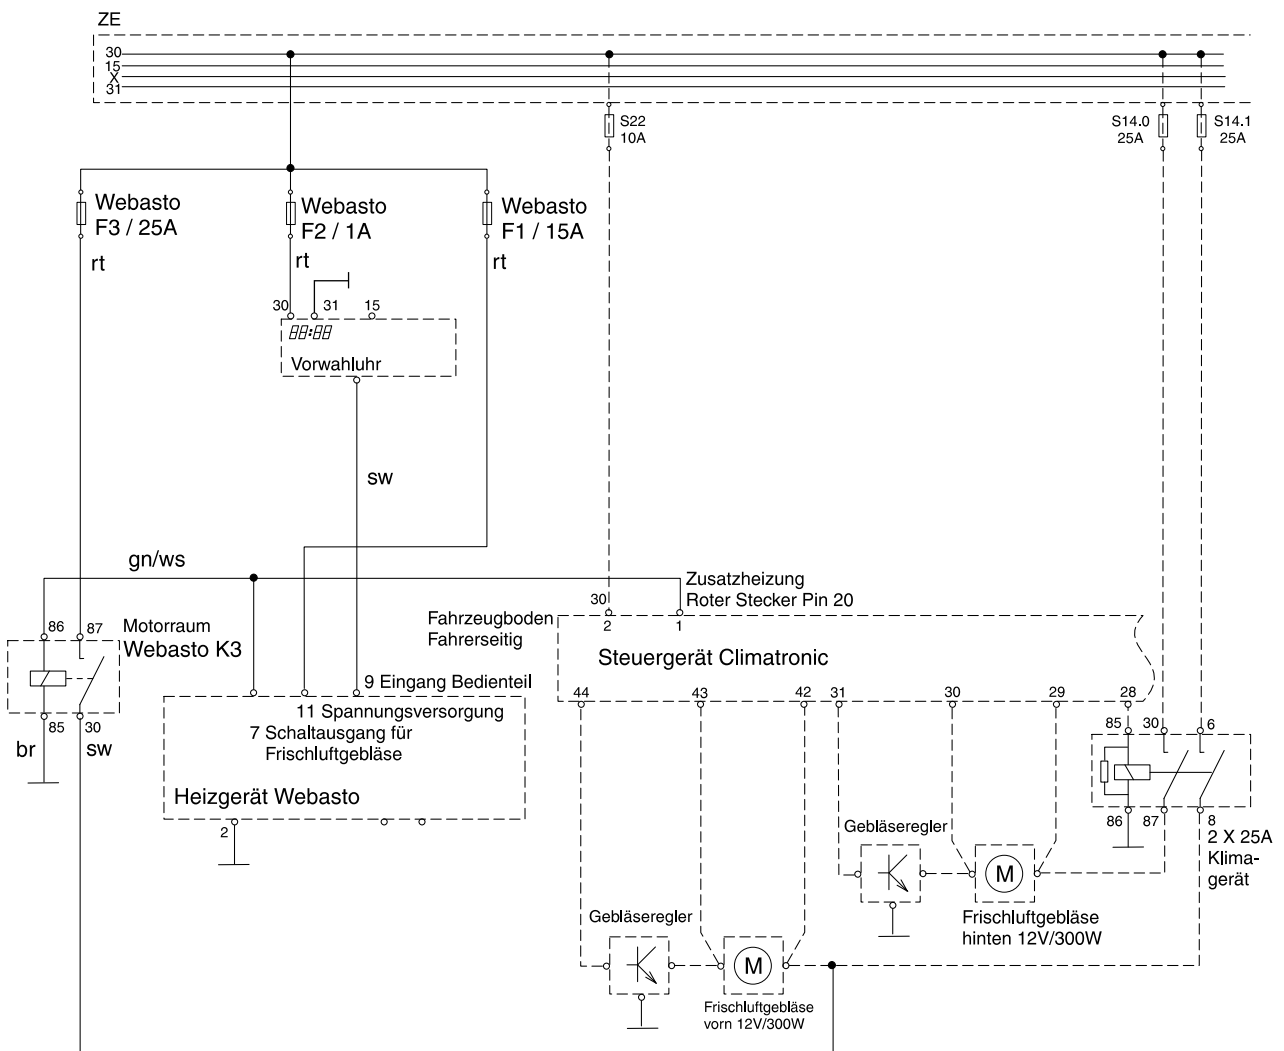 ZE
30
15
X
31
S22
10A
S14.0
25A
S14.1
25A
Webasto
F3 / 25A
rt
Webasto
F2 / 1A
rt
Webasto
F1 / 15A
rt
30
31
15
88:88
Vorwahluhr
sw
gn/ws
Zusatzheizung
Roter Stecker Pin 20
30
2
1
Fahrzeugboden
Fahrerseitig
Steuergerät Climatronic
86
87
Motorraum
Webasto K3
85
30
br
sw
9 Eingang Bedienteil
11 Spannungsversorgung
7 Schaltausgang für
Frischluftgebläse
Heizgerät Webasto
2
44
43
42
31
30
29
28
85
30
6
86
87
8
2 X 25A
Klima-
gerät
Gebläseregler
M
Frischluftgebläse
hinten 12V/300W
Gebläseregler
M
Frischluftgebläse
vorn 12V/300W